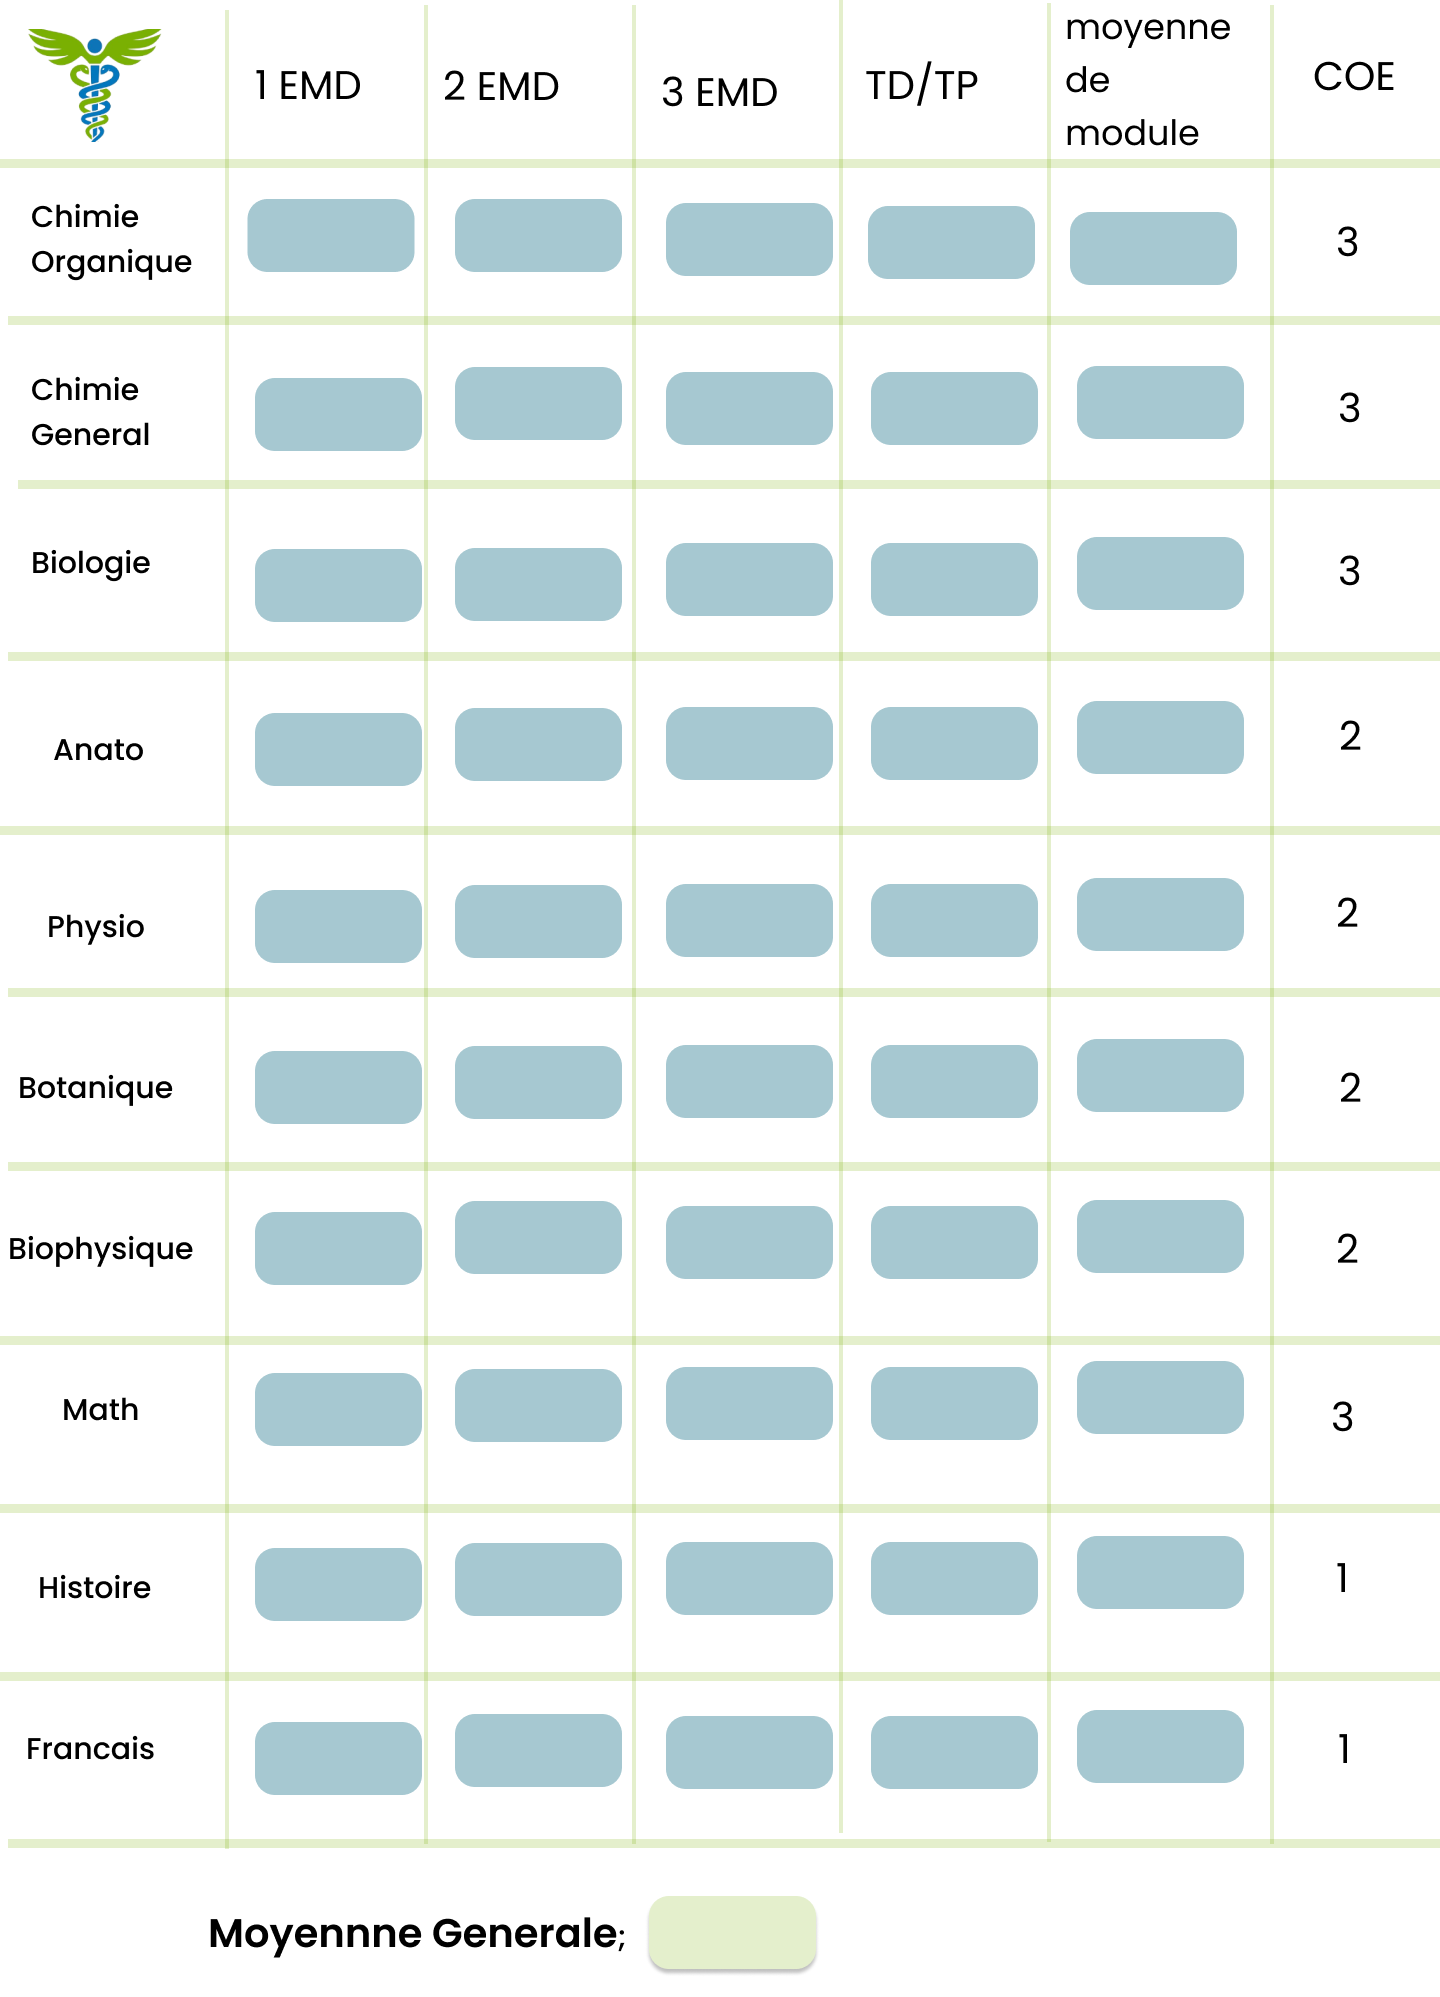 1 EMD
2 EMD
3 EMD
TD/TP
moyenne
de
module
COE
Chimie
Organique
3
Chimie
General
3
Biologie
3
Anato
2
Physio
2
Botanique
2
Biophysique
2
Math
3
Histoire
1
Francais
1
Moyennne Generale;